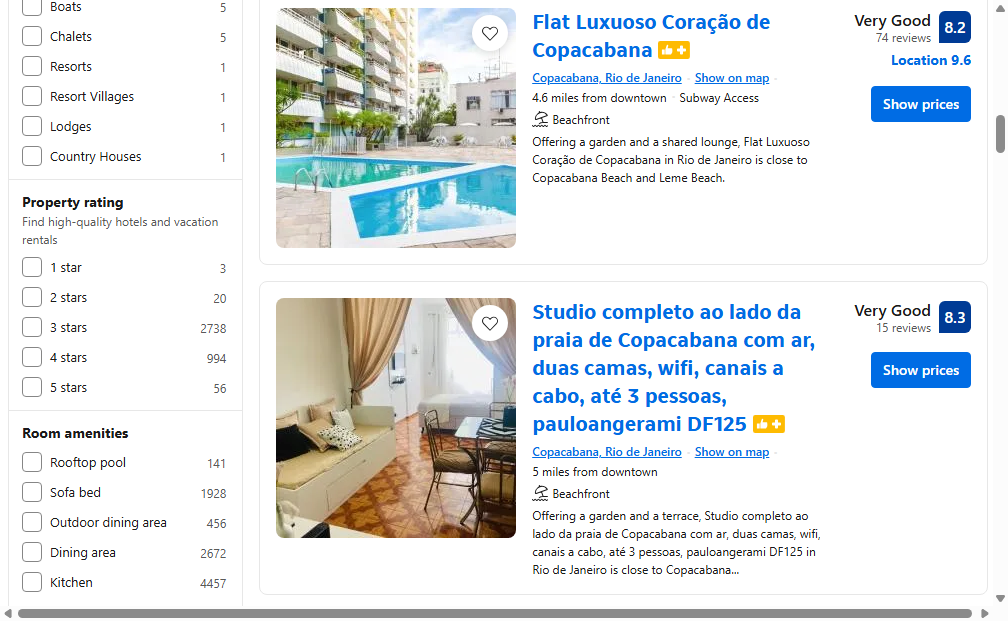 Boats 5
Chalets 5
Resorts 1
Resort Villages 1
Lodges 1
Country Houses 1
Property rating
Find high-quality hotels and vacation
rentals
1 star 3
2 stars 20
3 stars 2738
4 stars 994
5 stars 56
Room amenities
Rooftop pool 141
Sofa bed 1928
Outdoor dining area 456
Dining area 2672
Kitchen 4457
Flat Luxuoso Coração de
Copacabana
Copacabana, Rio de Janeiro · Show on map ·
4.6 miles from downtown · Subway Access
Beachfront
Offering a garden and a shared lounge, Flat Luxuoso
Coração de Copacabana in Rio de Janeiro is close to
Copacabana Beach and Leme Beach.
Very Good 8.2
74 reviews
Location 9.6
Show prices
Studio completo ao lado da
praia de Copacabana com ar,
duas camas, wifi, canais a
cabo, até 3 pessoas,
pauloangerami DF125
Copacabana, Rio de Janeiro · Show on map ·
5 miles from downtown
Beachfront
Offering a garden and a terrace, Studio completo ao
lado da praia de Copacabana com ar, duas camas, wifi,
canais a cabo, até 3 pessoas, pauloangerami DF125 in
Rio de Janeiro is close to Copacabana...
Very Good 8.3
15 reviews
Show prices